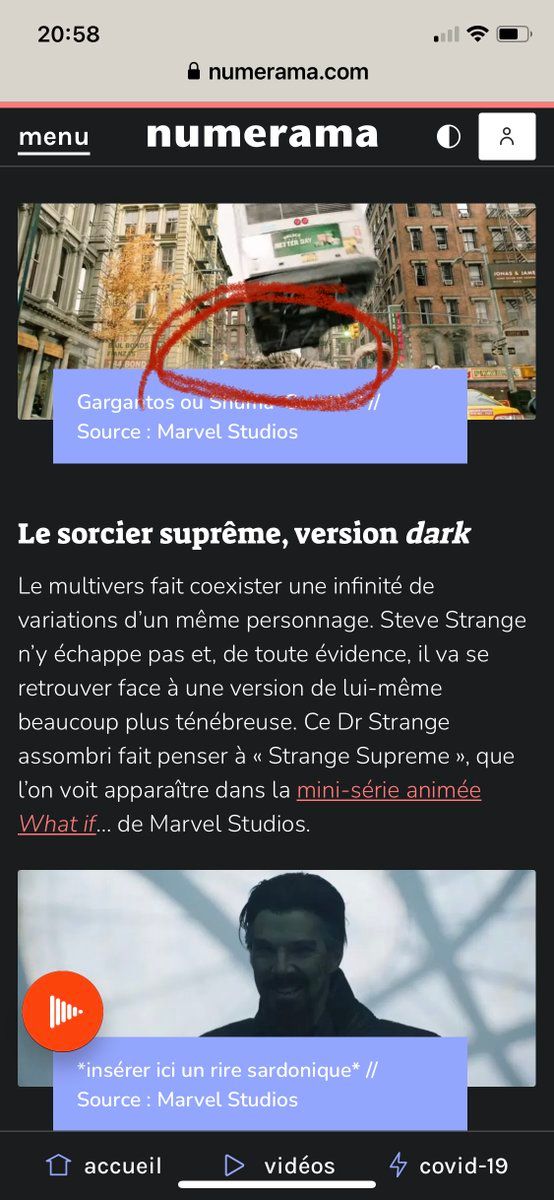 20:58
numerama.com
menu numerama
BETTER DAY
JONAS & JAME
Gargantos ou Shuma-Gorath //
Source : Marvel Studios
Le sorcier suprême, version dark
Le multivers fait coexister une infinité de
variations d’un même personnage. Steve Strange
n’y échappe pas et, de toute évidence, il va se
retrouver face à une version de lui-même
beaucoup plus ténébreuse. Ce Dr Strange
assombri fait penser à « Strange Supreme », que
l’on voit apparaître dans la mini-série animée
What if... de Marvel Studios.
*insérer ici un rire sardonique* //
Source : Marvel Studios
accueil vidéos covid-19